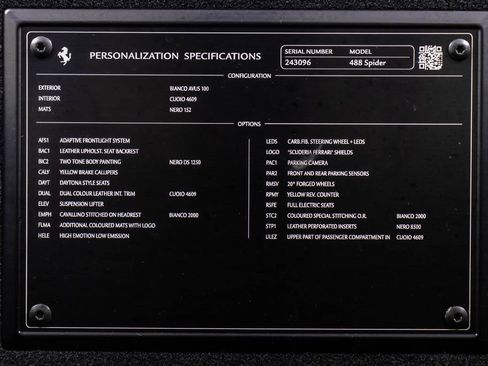 PERSONALIZATION SPECIFICATIONS
SERIAL NUMBER MODEL
243096 488 Spider
CONFIGURATION
EXTERIOR BIANCO AVUS 100
INTERIOR CUOIO 4609
MATS NERO 152
OPTIONS
AFS1 ADAPTIVE FRONTLIGHT SYSTEM
BAC1 LEATHER UPHOLST. SEAT BACKREST
BIC2 TWO TONE BODY PAINTING NERO DS 1250
CALY YELLOW BRAKE CALLIPERS
DAYT DAYTONA STYLE SEATS
DUAL DUAL COLOUR LEATHER INT. TRIM CUOIO 4609
ELEV SUSPENSION LIFTER
EMPH CAVALLINO STITCHED ON HEADREST BIANCO 2000
FLMA ADDITIONAL COLOURED MATS WITH LOGO
HELE HIGH EMOTION LOW EMISSION
LEDS CARB.FIB. STEERING WHEEL + LEDS
LOGO "SCUDERIA FERRARI" SHIELDS
PAC1 PARKING CAMERA
PAR2 FRONT AND REAR PARKING SENSORS
RMSV 20" FORGED WHEELS
RPMY YELLOW REV. COUNTER
RSFE FULL ELECTRIC SEATS
STC2 COLOURED SPECIAL STITCHING O.R. BIANCO 2000
STP1 LEATHER PERFORATED INSERTS NERO 8500
ULEZ UPPER PART OF PASSENGER COMPARTMENT IN CUOIO 4609